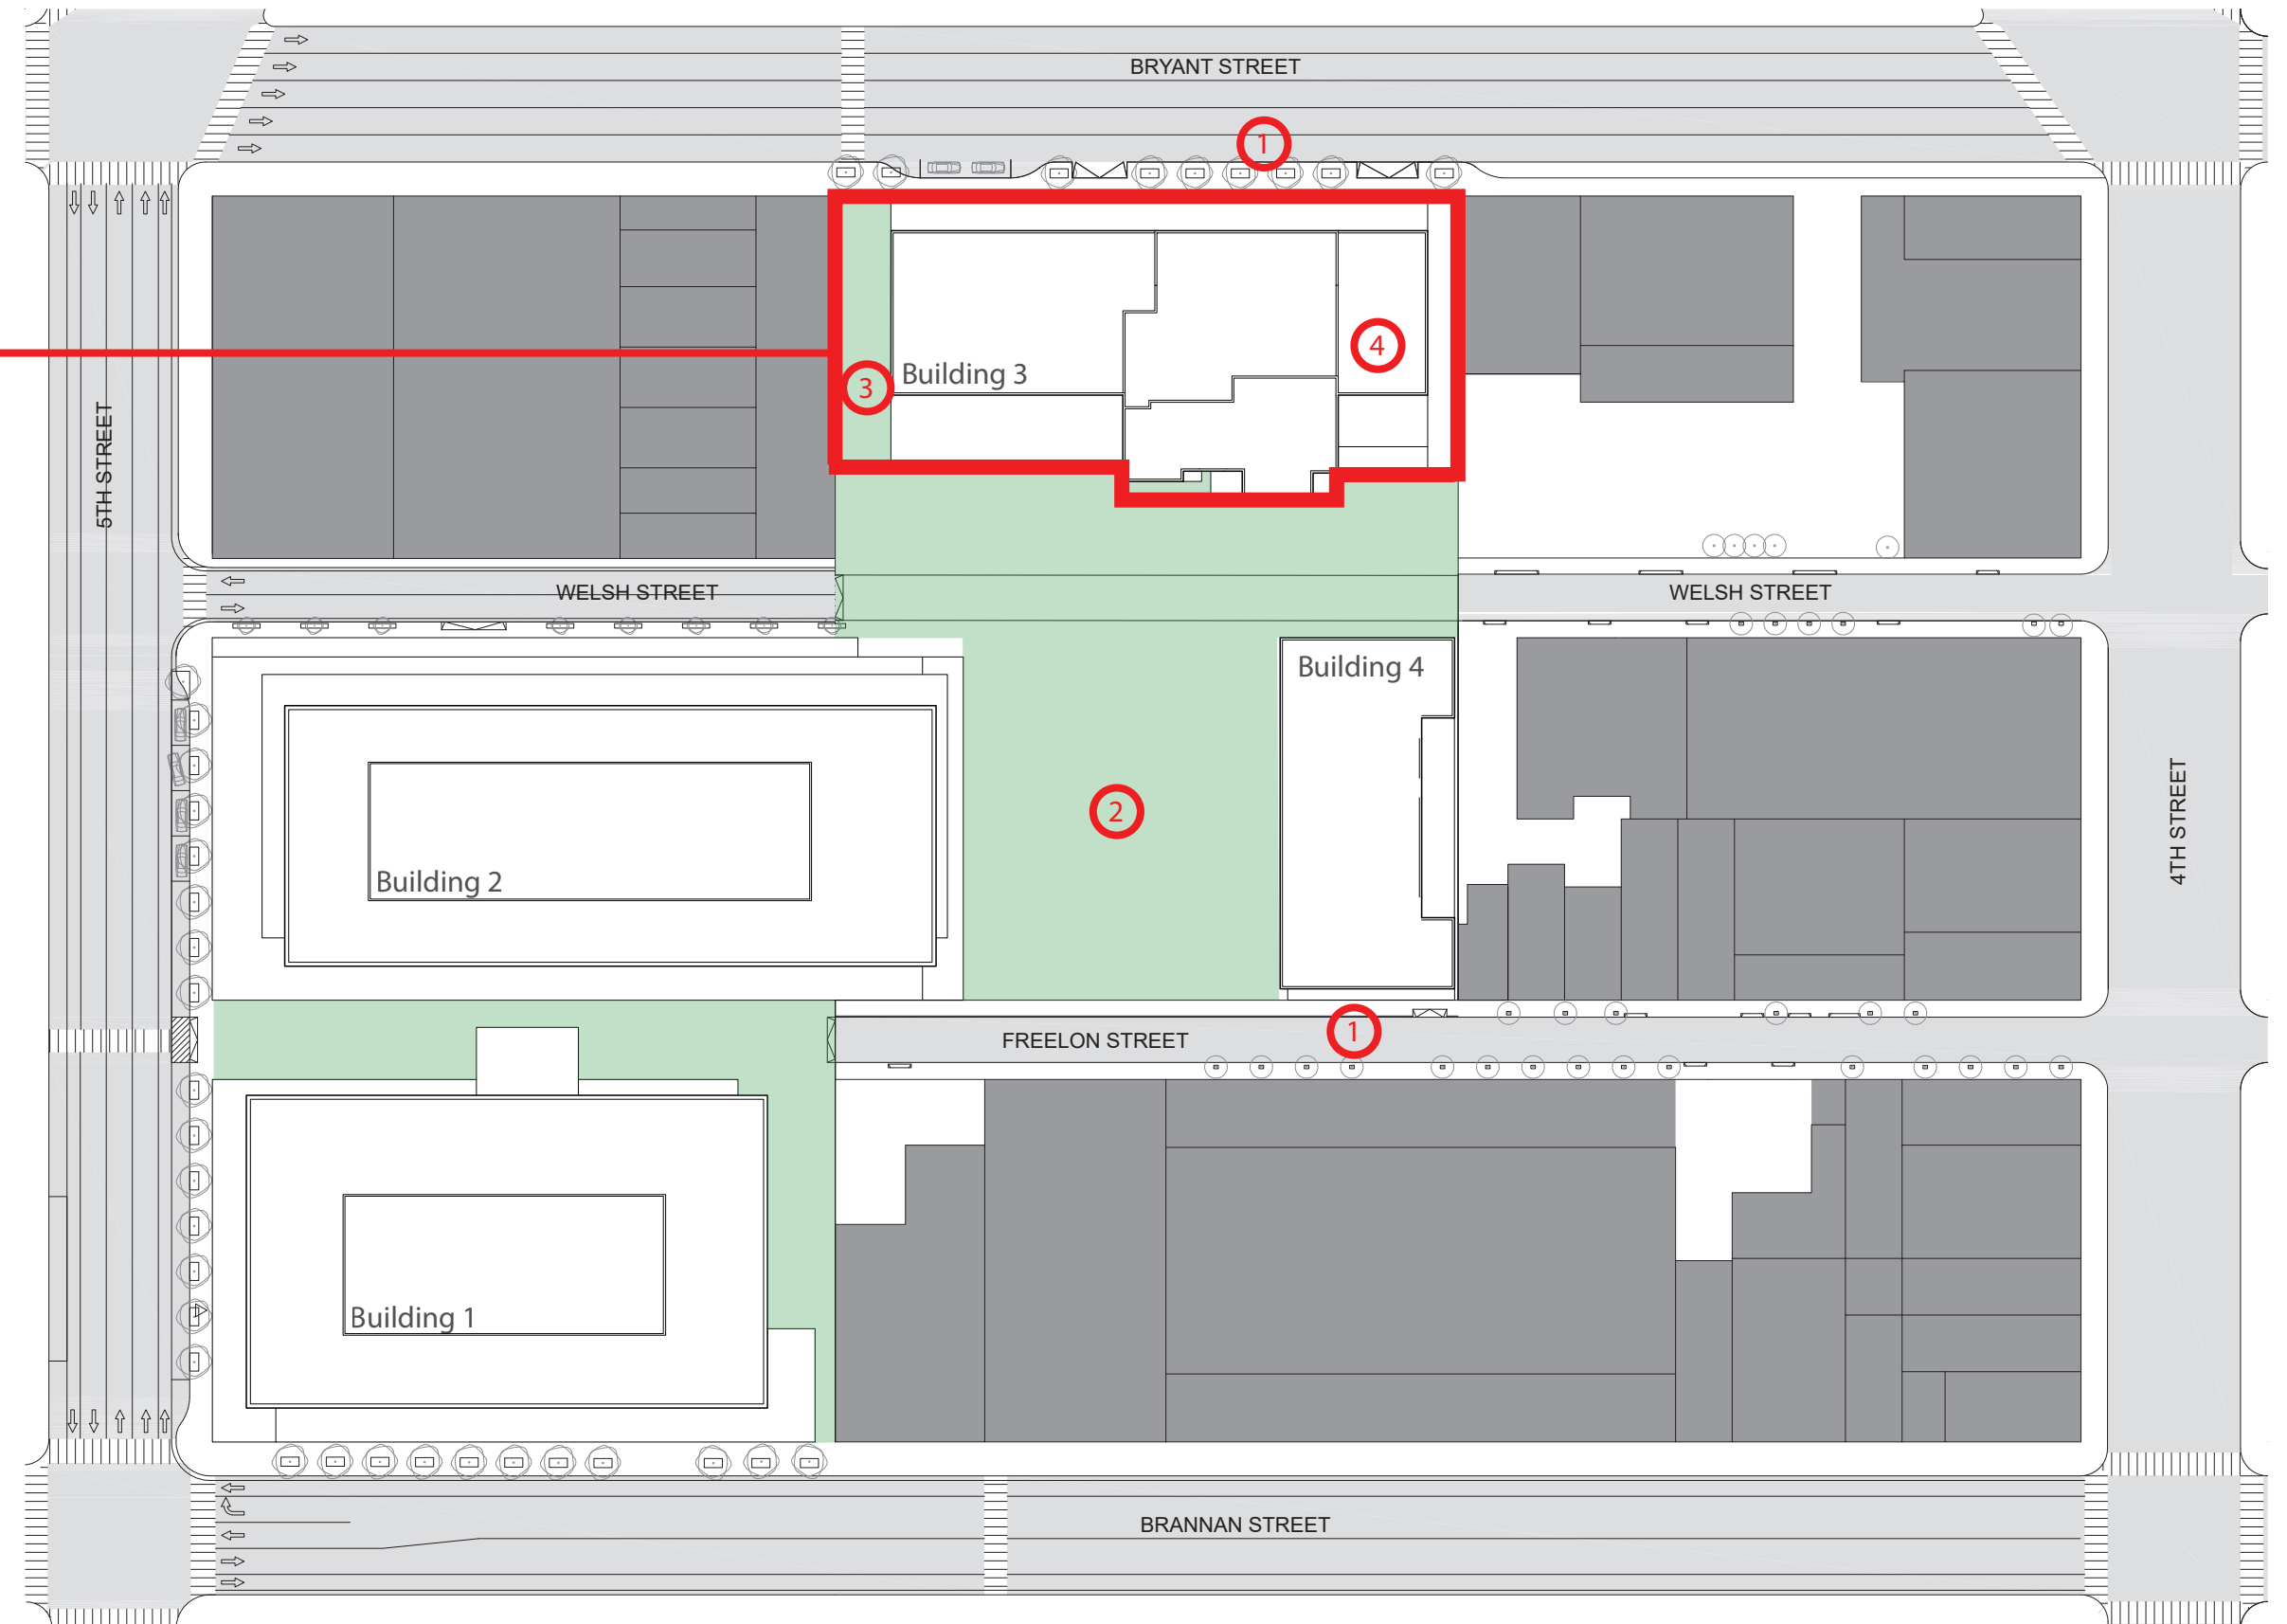 BRYANT STREET
1
4
Building 3
3
5TH STREET
WELSH STREET
WELSH STREET
Building 4
2
4TH STREET
Building 2
FREELON STREET
1
Building 1
BRANNAN STREET